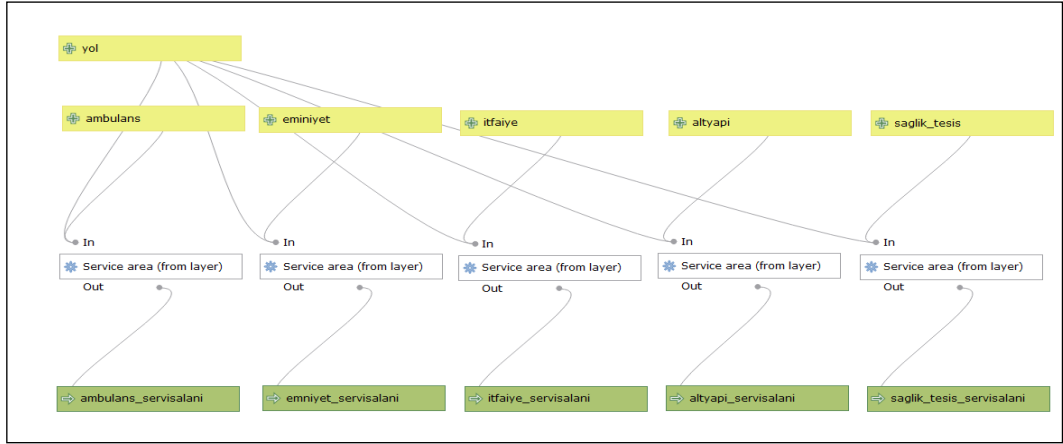 yol
ambulans
eminiyet
itfaiye
altyapi
saglik_tesis
In
In
In
In
In
Service area (from layer)
Service area (from layer)
Service area (from layer)
Service area (from layer)
Service area (from layer)
Out
Out
Out
Out
Out
ambulans_servisalani
emniyet_servisalani
itfaiye_servisalani
altyapi_servisalani
saglik_tesis_servisalani